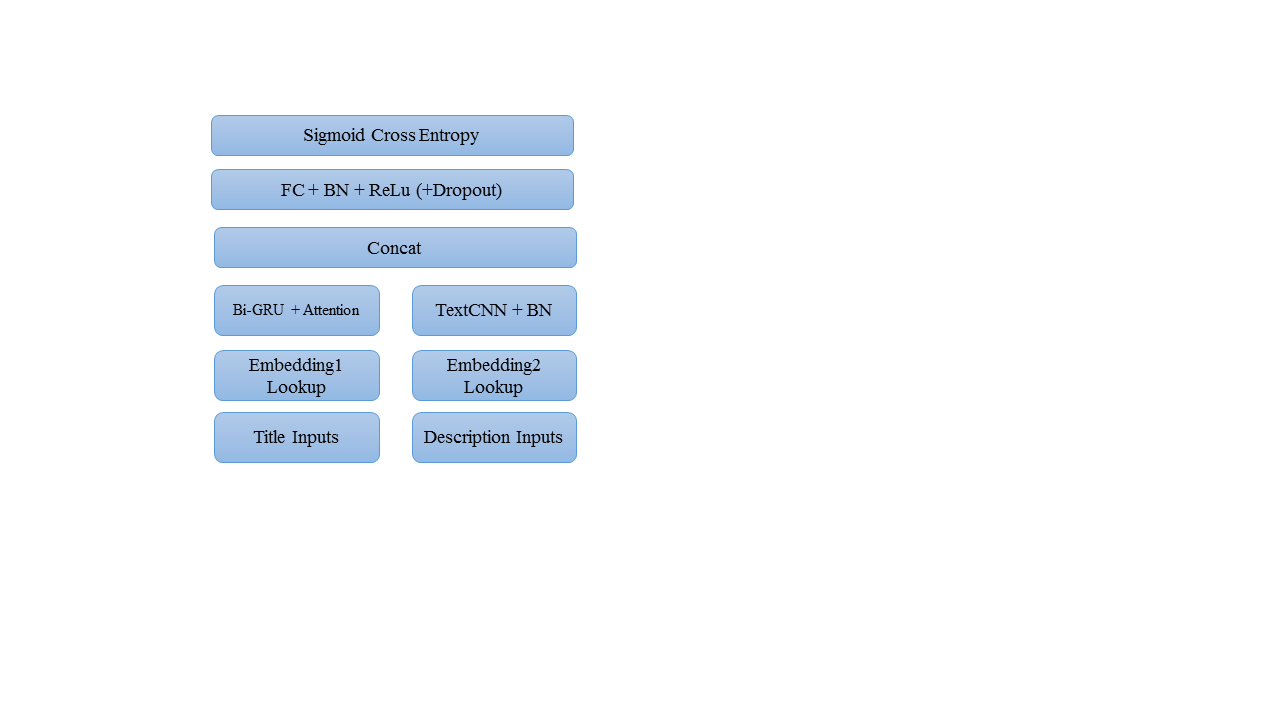 Sigmoid Cross Entropy
FC + BN + ReLu (+Dropout)
Concat
Bi-GRU + Attention
TextCNN + BN
Embedding1
Lookup
Embedding2
Lookup
Title Inputs
Description Inputs